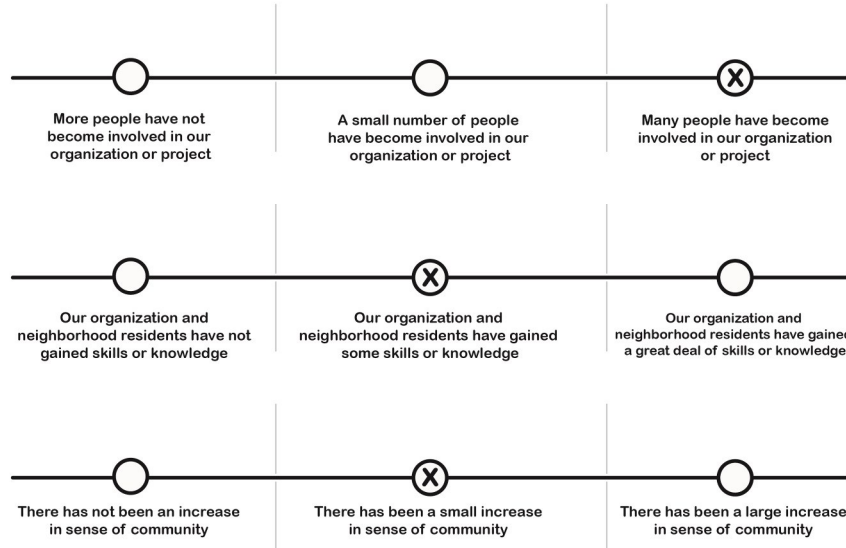 X
More people have not
become involved in our
organization or project
A small number of people
have become involved in our
organization or project
Many people have become
involved in our organization
or project
X
Our organization and
neighborhood residents have not
gained skills or knowledge
Our organization and
neighborhood residents have gained
some skills or knowledge
Our organization and
neighborhood residents have gained
a great deal of skills or knowledge
X
There has not been an increase
in sense of community
There has been a small increase
in sense of community
There has been a large increase
in sense of community